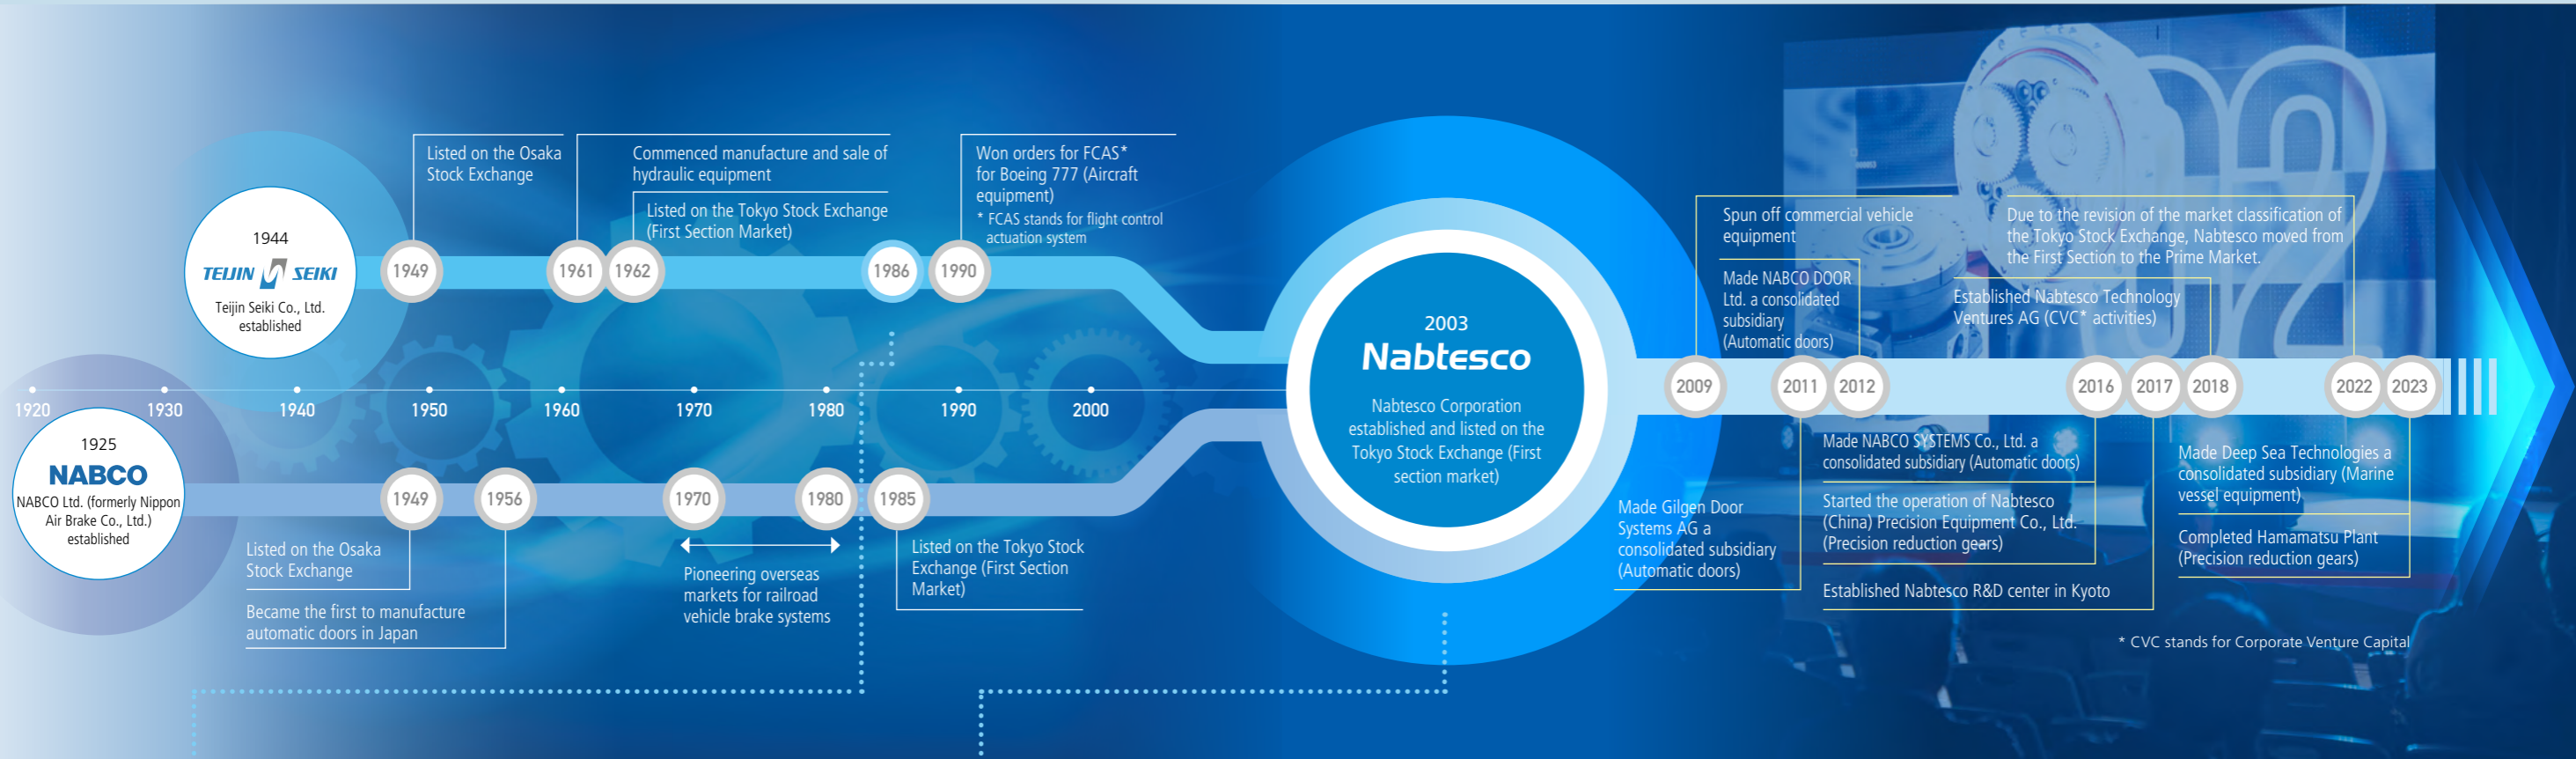 1944
TEIJIN SEIKI
Teijin Seiki Co., Ltd.
established
1949
Listed on the Osaka
Stock Exchange
1961
Commenced manufacture and sale of
hydraulic equipment
1962
Listed on the Tokyo Stock Exchange
(First Section Market)
1986
1990
Won orders for FCAS*
for Boeing 777 (Aircraft
equipment)
* FCAS stands for flight control
actuation system
1920
1930
1940
1950
1960
1970
1980
1990
2000
1925
NABCO
NABCO Ltd. (formerly Nippon
Air Brake Co., Ltd.)
established
1949
Listed on the Osaka
Stock Exchange
1956
Became the first to manufacture
automatic doors in Japan
1970
1980
Pioneering overseas
markets for railroad
vehicle brake systems
1985
Listed on the Tokyo Stock
Exchange (First Section
Market)
2003
Nabtesco
Nabtesco Corporation
established and listed on the
Tokyo Stock Exchange (First
section market)
Spun off commercial vehicle
equipment
Made NABCO DOOR
Ltd. a consolidated
subsidiary
(Automatic doors)
Due to the revision of the market classification of
the Tokyo Stock Exchange, Nabtesco moved from
the First Section to the Prime Market.
Established Nabtesco Technology
Ventures AG (CVC* activities)
2009
2011
2012
2016
2017
2018
2022
2023
Made Gilgen Door
Systems AG a
consolidated subsidiary
(Automatic doors)
Made NABCO SYSTEMS Co., Ltd. a
consolidated subsidiary (Automatic doors)
Started the operation of Nabtesco
(China) Precision Equipment Co., Ltd.
(Precision reduction gears)
Established Nabtesco R&D center in Kyoto
Made Deep Sea Technologies a
consolidated subsidiary (Marine
vessel equipment)
Completed Hamamatsu Plant
(Precision reduction gears)
* CVC stands for Corporate Venture Capital